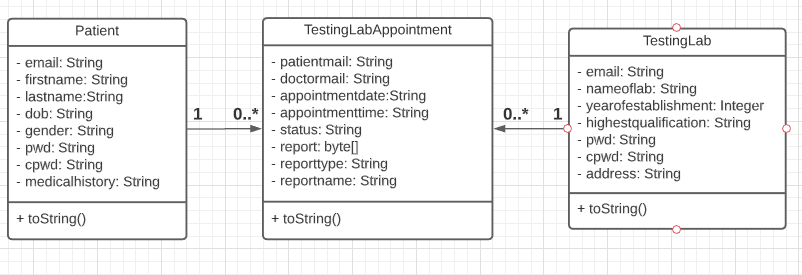 Patient
- email: String
- firstname: String
- lastname:String
- dob: String
- gender: String
- pwd: String
- cpwd: String
- medicalhistory: String
+ toString()
1
0..*
TestingLabAppointment
- patientmail: String
- doctormail: String
- appointmentdate:String
- appointmenttime: String
- status: String
- report: byte[]
- reporttype: String
- reportname: String
+ toString()
0..*
1
TestingLab
- email: String
- nameoflab: String
- yearofestablishment: Integer
- highestqualification: String
- pwd: String
- cpwd: String
- address: String
+ toString()